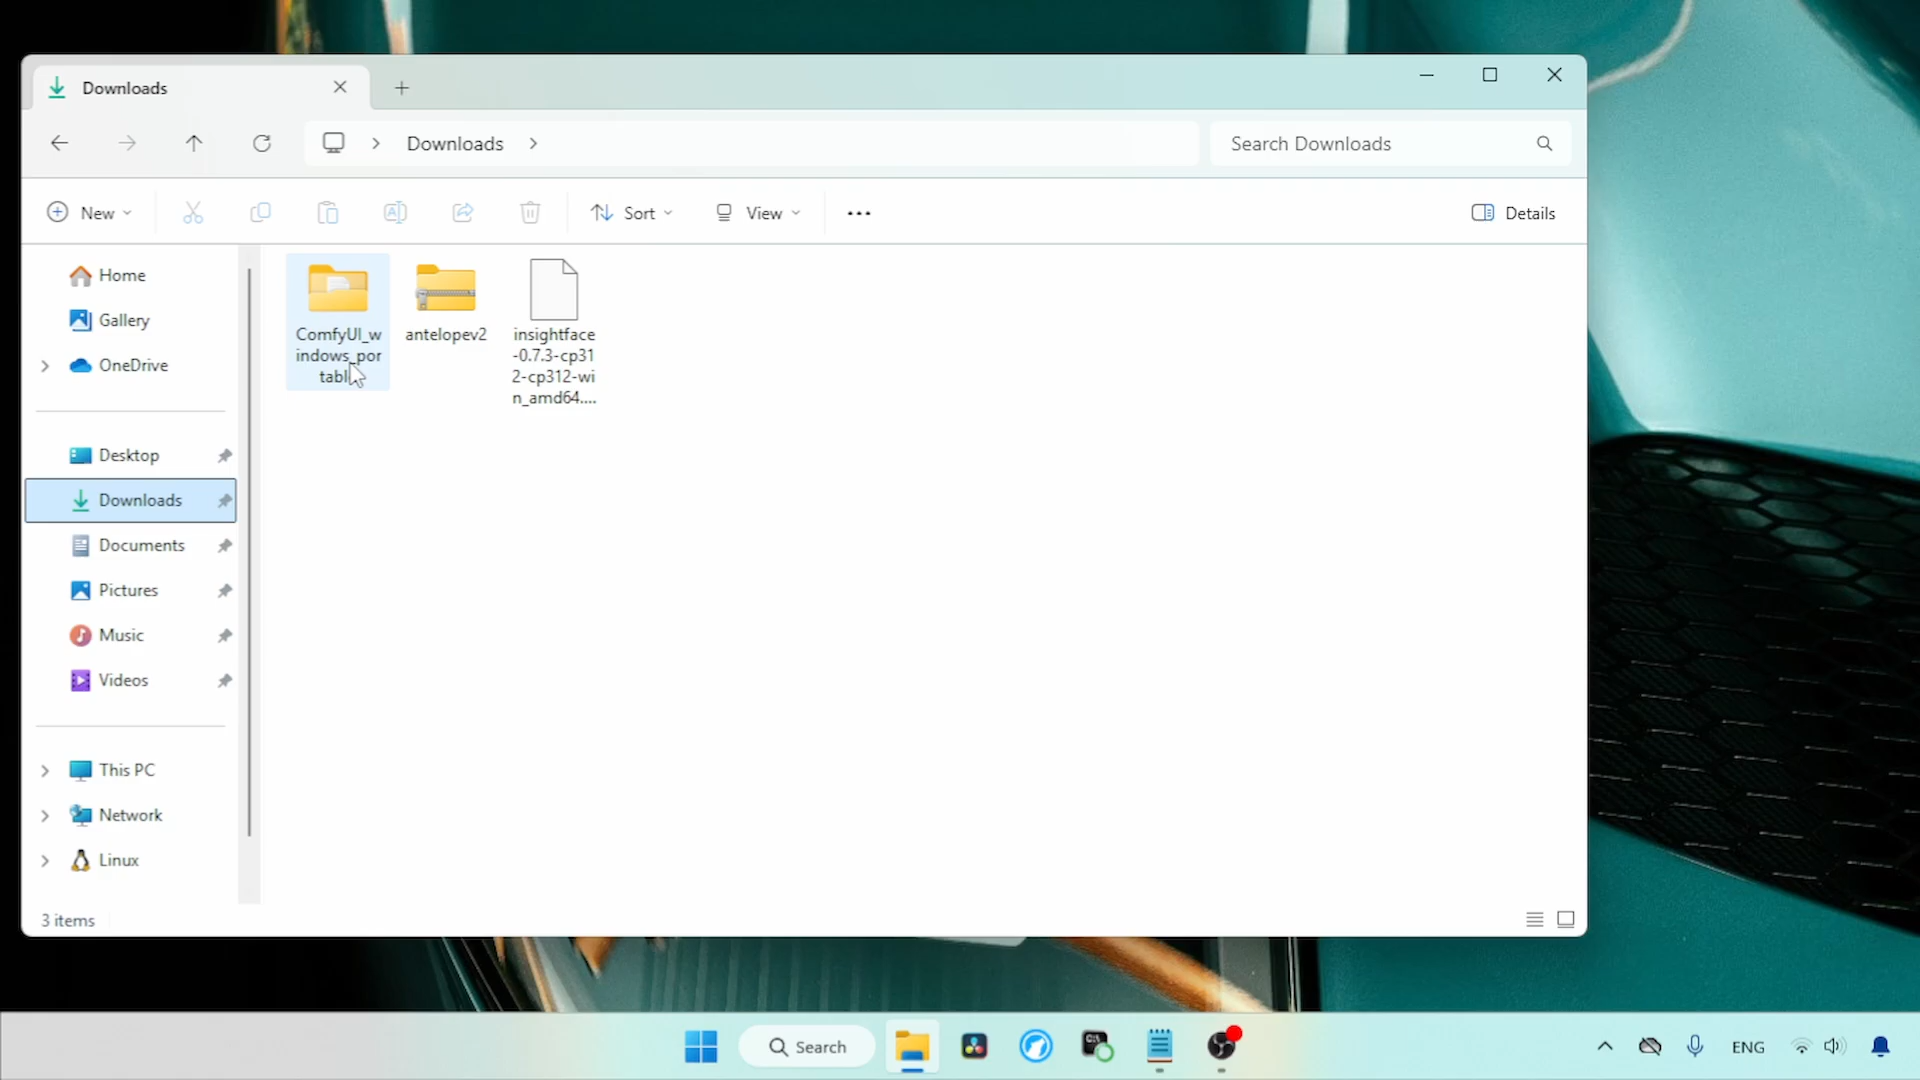 Downloads
Downloads
Search Downloads
New
Sort
View
Details
Home
Gallery
OneDrive
Desktop
Downloads
Documents
Pictures
Music
Videos
This PC
Network
Linux
ComfyUI_w
indows_por
tabl
antelopev2
insightface
-0.7.3-cp31
2-cp312-wi
n_amd64....
3 items
Search
ENG